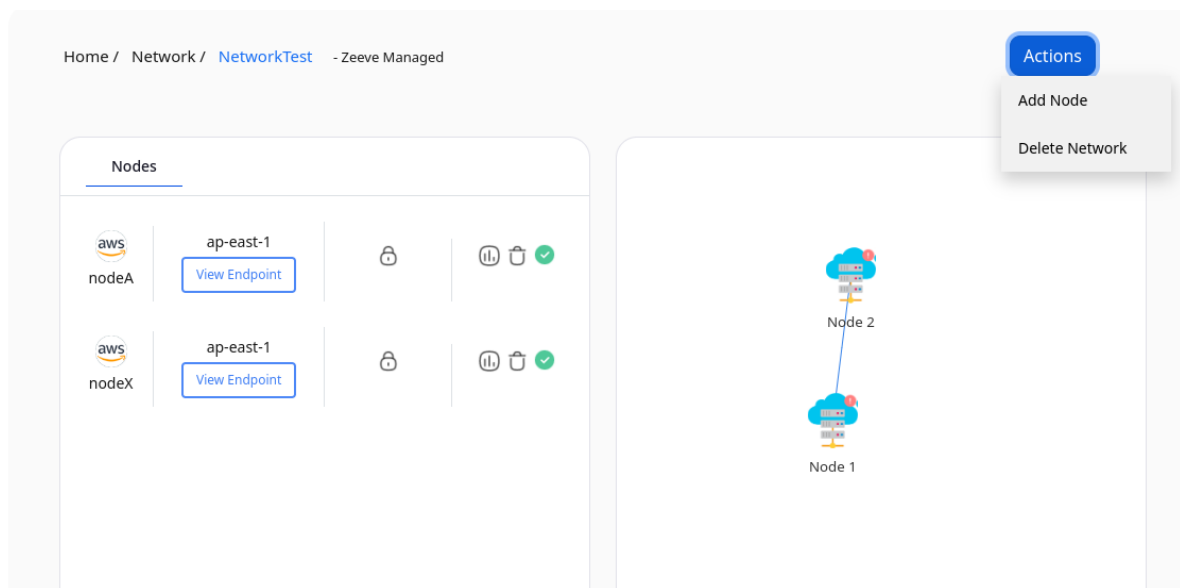 Home / Network / NetworkTest - Zeeve Managed
Actions
Add Node
Delete Network
Nodes
aws
nodeA
ap-east-1
View Endpoint
aws
nodeX
ap-east-1
View Endpoint
Node 2
Node 1